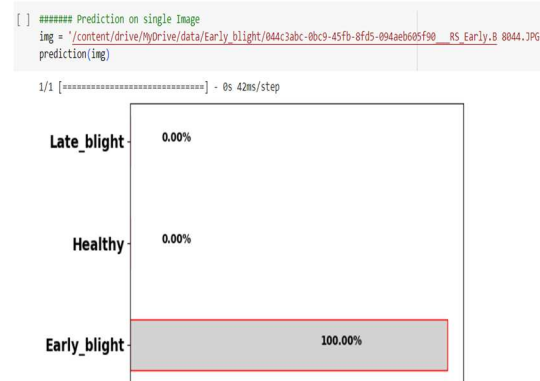 [ ] ####### Prediction on single Image
img = '/content/drive/MyDrive/data/Early_blight/044c3abc-0bc9-45fb-8fd5-094aeb605f90___RS_Early.B 8044.JPG
prediction(img)
1/1 [==============================] - 0s 42ms/step
Late_blight 0.00%
Healthy 0.00%
Early_blight 100.00%